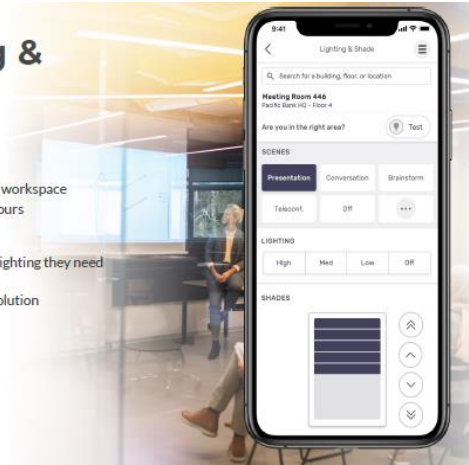 g &
workspace
ours
ighting they need
olution
9:41
Lighting & Shade
Search for a building, floor, or location
Meeting Room 446
Pacific Bank HQ - Floor 4
Are you in the right area?
Test
SCENES
Presentation Conversation Brainstorm
Teleconf. Off
LIGHTING
High Med Low Off
SHADES